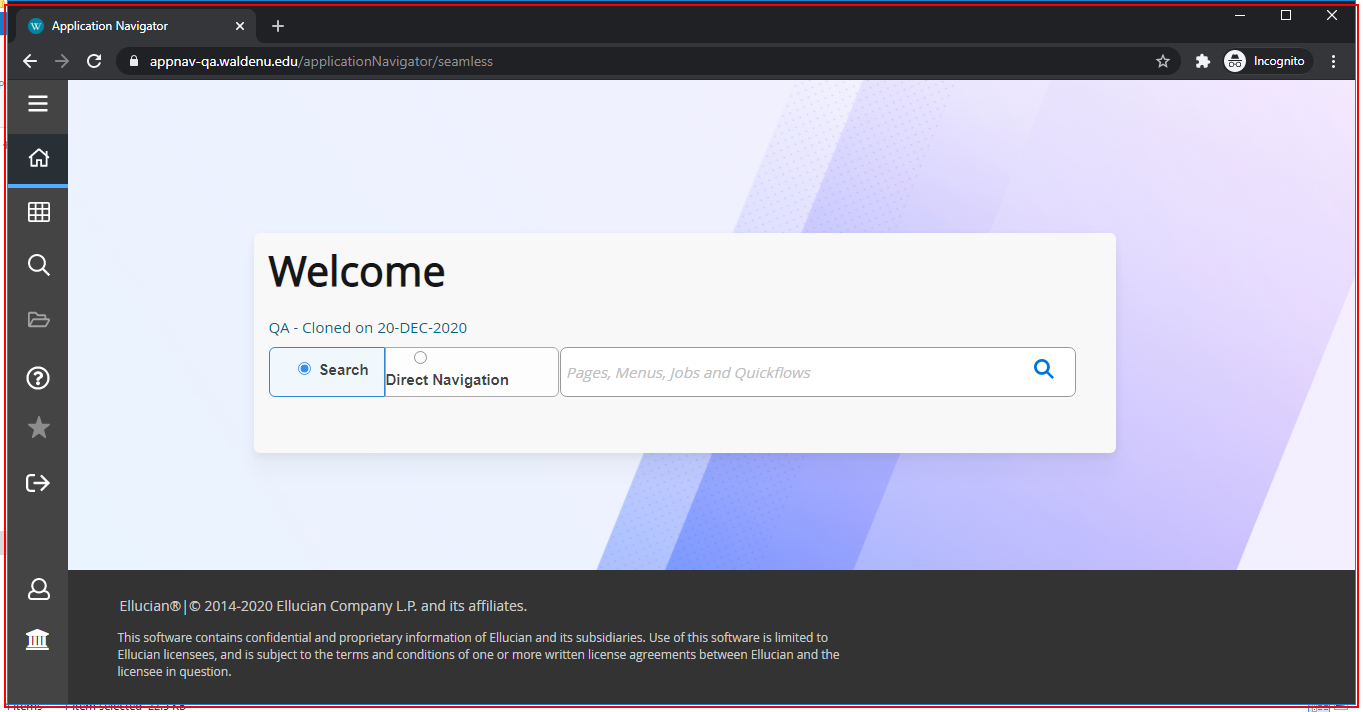 Application Navigator
appnav-qa.waldenu.edu/applicationNavigator/seamless
Incognito
Welcome
QA - Cloned on 20-DEC-2020
Search
Direct Navigation
Pages, Menus, Jobs and Quickflows
Ellucian®|© 2014-2020 Ellucian Company L.P. and its affiliates.
This software contains confidential and proprietary information of Ellucian and its subsidiaries. Use of this software is limited to
Ellucian licensees, and is subject to the terms and conditions of one or more written license agreements between Ellucian and the
licensee in question.